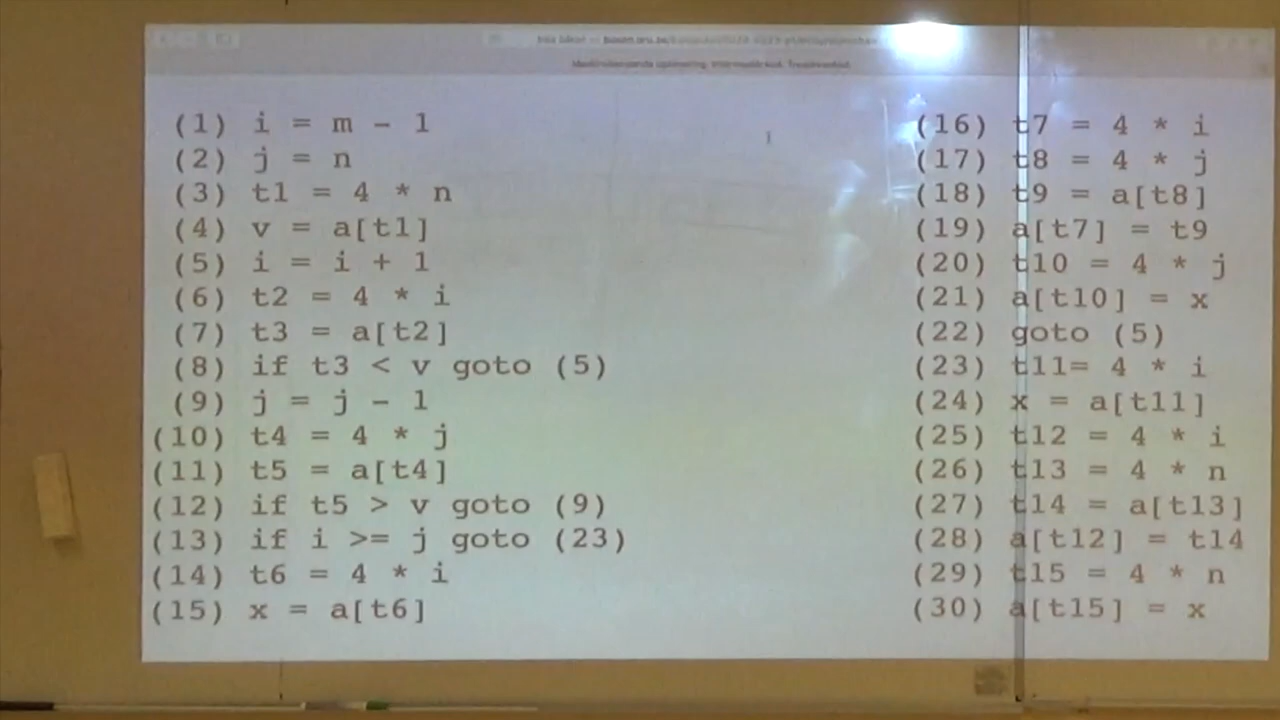 Maskinoberoende optimering, Intermediärkod, Treadresskod
(1) i = m - 1
(2) j = n
(3) t1 = 4 * n
(4) v = a[t1]
(5) i = i + 1
(6) t2 = 4 * i
(7) t3 = a[t2]
(8) if t3 < v goto (5)
(9) j = j - 1
(10) t4 = 4 * j
(11) t5 = a[t4]
(12) if t5 > v goto (9)
(13) if i >= j goto (23)
(14) t6 = 4 * i
(15) x = a[t6]
(16) t7 = 4 * i
(17) t8 = 4 * j
(18) t9 = a[t8]
(19) a[t7] = t9
(20) t10 = 4 * j
(21) a[t10] = x
(22) goto (5)
(23) t11= 4 * i
(24) x = a[t11]
(25) t12 = 4 * i
(26) t13 = 4 * n
(27) t14 = a[t13]
(28) a[t12] = t14
(29) t15 = 4 * n
(30) a[t15] = x